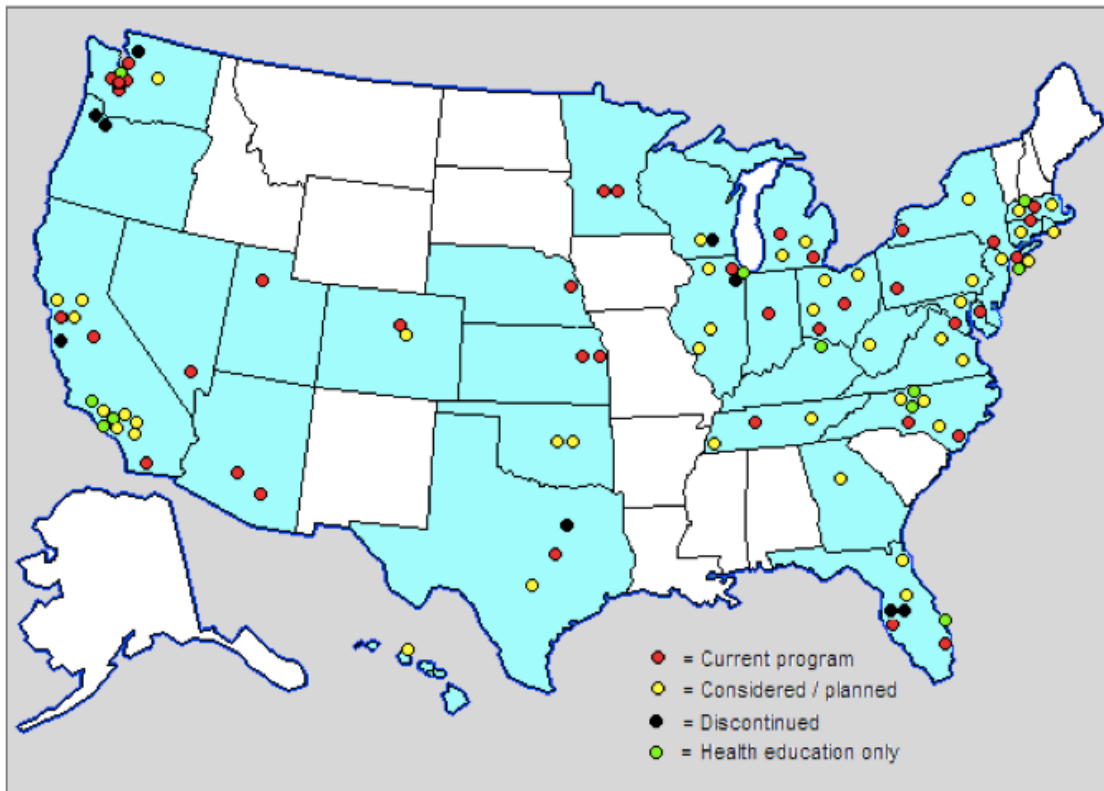 = Current program
= Considered / planned
= Discontinued
= Health education only